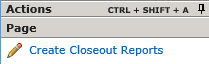 Actions CTRL + SHIFT + A
Page
Create Closeout Reports